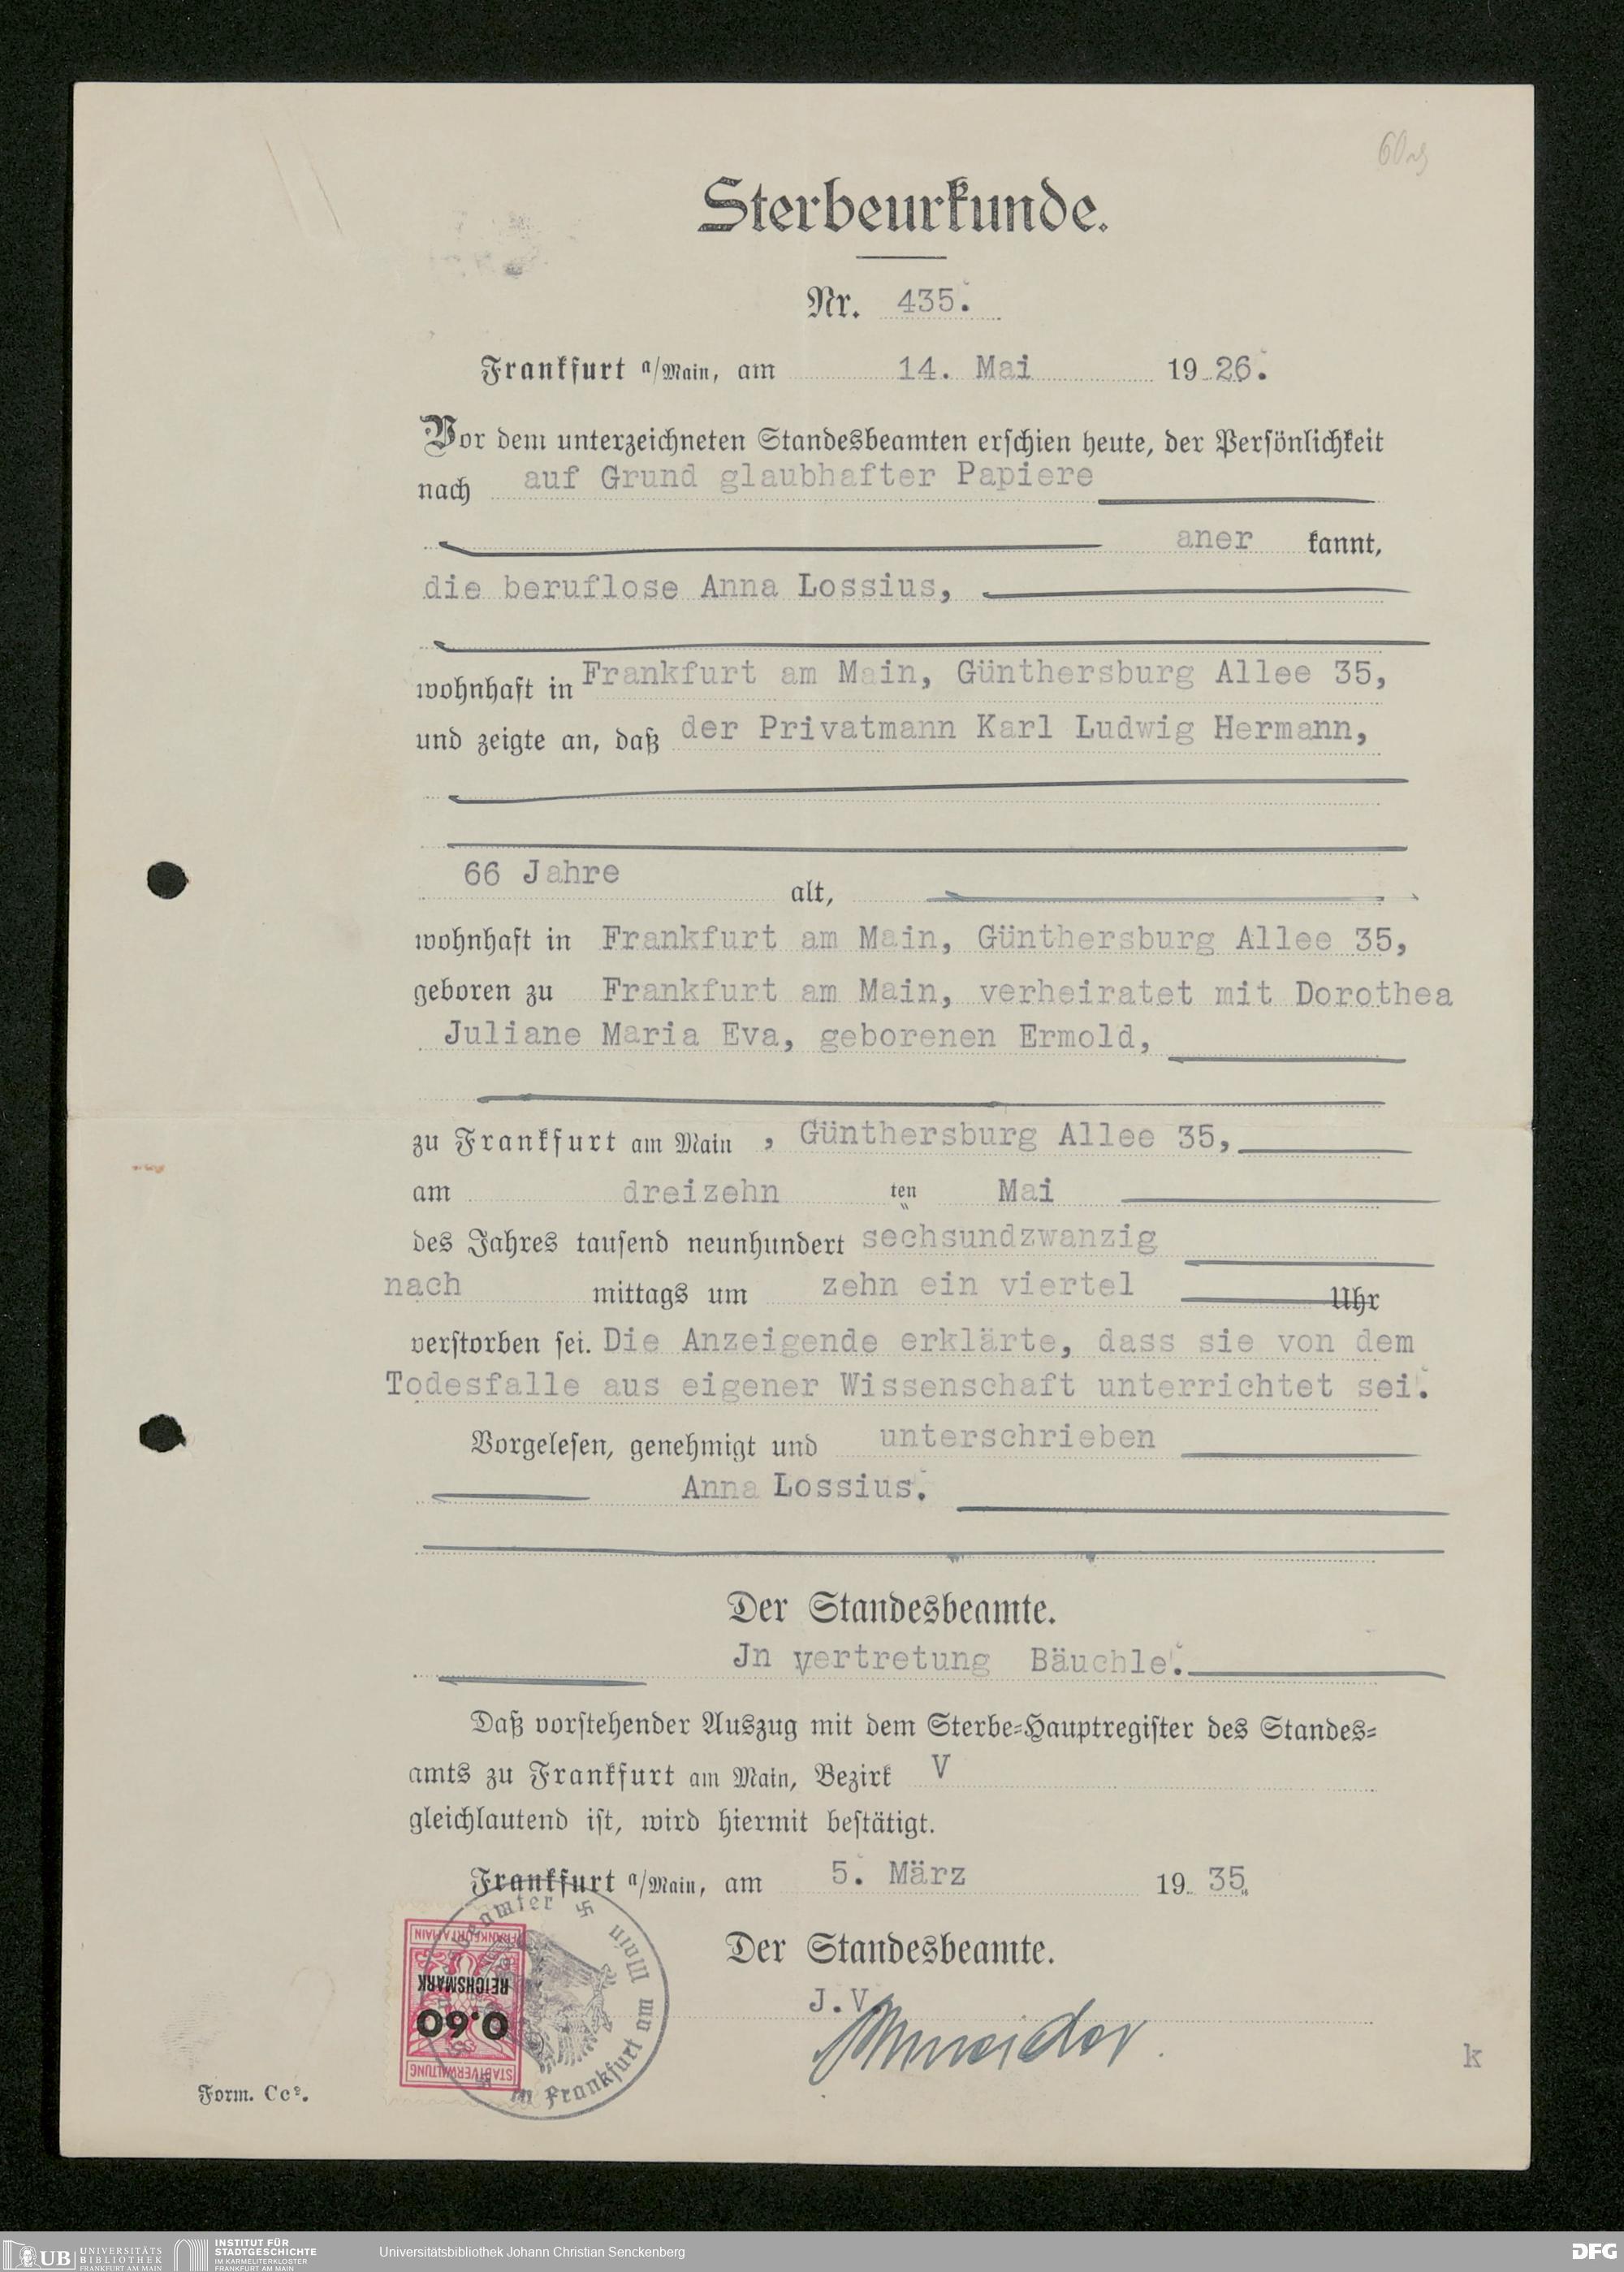 Sterbeurkunde.
Nr. 435.
Frankfurt a/Main, am 14. Mai 1926.
Vor dem unterzeichneten Standesbeamten erschien heute, der Persönlichkeit
nach auf Grund glaubhafter Papiere
aner kannt,
die beruflose Anna Lossius,
wohnhaft in Frankfurt am Main, Günthersburg Allee 35,
und zeigte an, daß der Privatmann Karl Ludwig Hermann,
66 Jahre alt,
wohnhaft in Frankfurt am Main, Günthersburg Allee 35,
geboren zu Frankfurt am Main, verheiratet mit Dorothea
Juliane Maria Eva, geborenen Ermold,
zu Frankfurt am Main, Günthersburg Allee 35,
am dreizehn ten Mai
des Jahres tausend neunhundert sechsundzwanzig
nach mittags um zehn ein viertel Uhr
verstorben sei. Die Anzeigende erklärte, dass sie von dem
Todesfalle aus eigener Wissenschaft unterrichtet sei.
Vorgelesen, genehmigt und unterschrieben
Anna Lossius.
Der Standesbeamte.
Jn vertretung Bäuchle.
Daß vorstehender Auszug mit dem Sterbe-Hauptregister des Standes-
amts zu Frankfurt am Main, Bezirk V
gleichlautend ist, wird hiermit bestätigt.
Frankfurt a/Main, am 5. März 1935
Der Standesbeamte.
J.V.
FRANKFURT A MAIN
REICHSMARK
0,60
STADTVERWALTUNG
in Frankfurt am Main
k
Form. Cc².
UB UNIVERSITÄTS
BIBLIOTHEK
FRANKFURT AM MAIN
INSTITUT FÜR
STADTGESCHICHTE
IM KARMELITERKLOSTER
FRANKFURT AM MAIN
Universitätsbibliothek Johann Christian Senckenberg
DFG